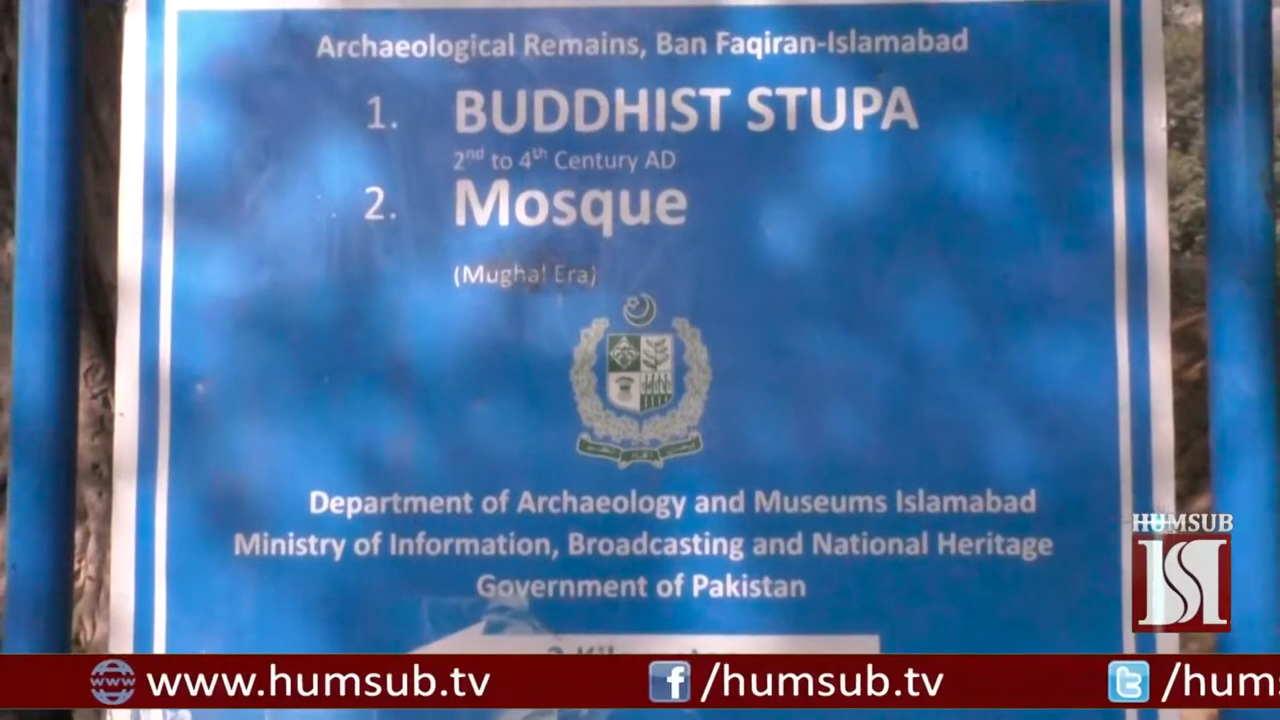 Archaeological Remains, Ban Faqiran-Islamabad
1. BUDDHIST STUPA
2nd to 4th Century AD
2. Mosque
(Mughal Era)
Department of Archaeology and Museums Islamabad
Ministry of Information, Broadcasting and National Heritage
Government of Pakistan
HUMSUB
www.humsub.tv
/humsub.tv
/hum